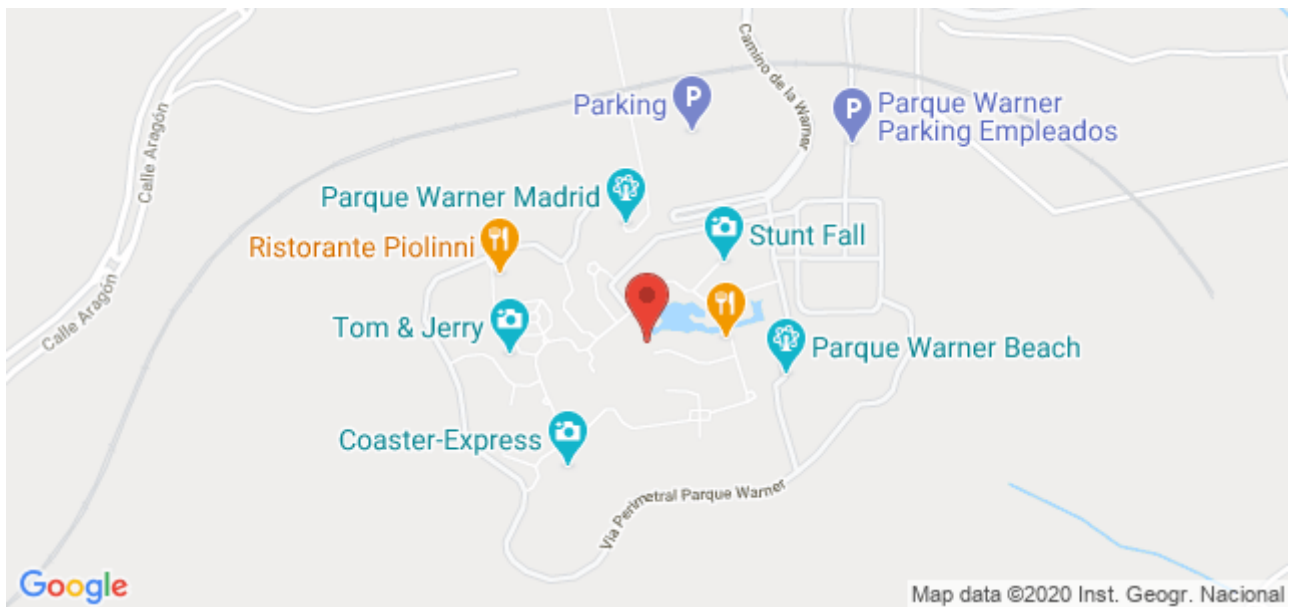 Camino de la Warner
Parking
P
P
Parque Warner
Parking Empleados
Calle Aragón
Parque Warner Madrid
Stunt Fall
Ristorante Piolinni
Calle Aragón
Tom & Jerry
Parque Warner Beach
Coaster-Express
Vía Perimetral Parque Warner
Google
Map data ©2020 Inst. Geogr. Nacional